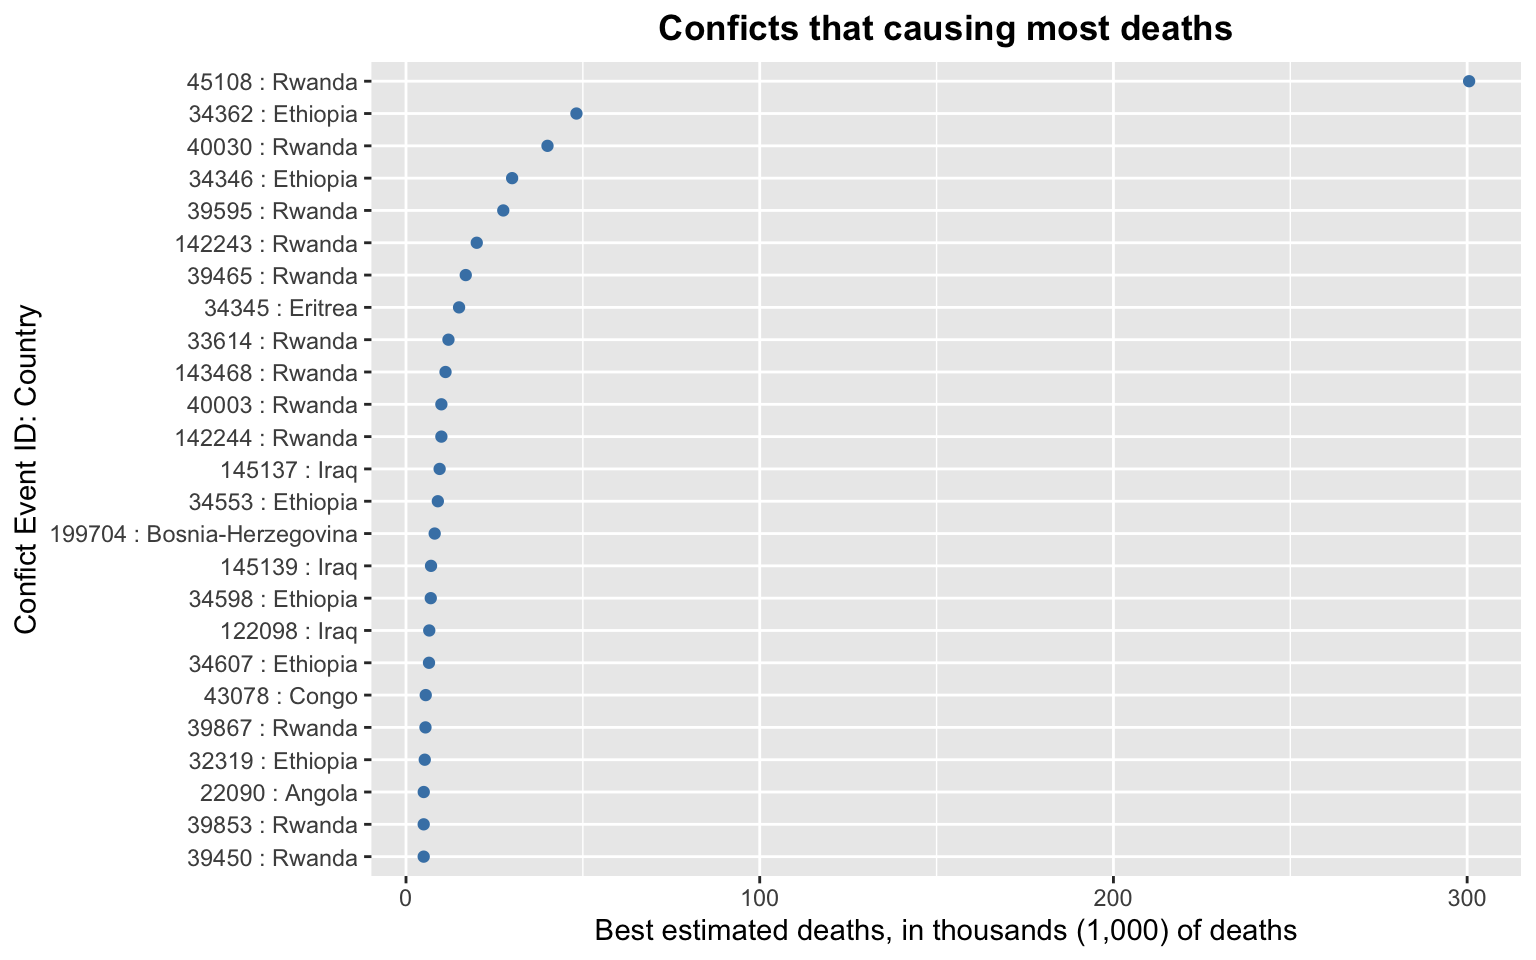 Conficts that causing most deaths
45108 : Rwanda
34362 : Ethiopia
40030 : Rwanda
34346 : Ethiopia
39595 : Rwanda
142243 : Rwanda
39465 : Rwanda
34345 : Eritrea
33614 : Rwanda
143468 : Rwanda
40003 : Rwanda
142244 : Rwanda
145137 : Iraq
34553 : Ethiopia
199704 : Bosnia-Herzegovina
145139 : Iraq
34598 : Ethiopia
122098 : Iraq
34607 : Ethiopia
43078 : Congo
39867 : Rwanda
32319 : Ethiopia
22090 : Angola
39853 : Rwanda
39450 : Rwanda
Confict Event ID: Country
0 100 200 300
Best estimated deaths, in thousands (1,000) of deaths